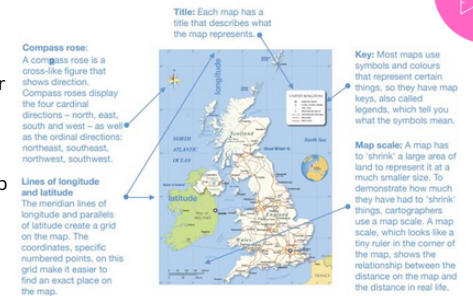 Title: Each map has a
title that describes what
the map represents.
Compass rose:
A compass rose is a
cross-like figure that
shows direction.
Compass roses display
the four cardinal
directions – north, east,
south and west – as well
as the ordinal directions:
northeast, southeast,
northwest, southwest.
Lines of longitude
and latitude
The meridian lines of
longitude and parallels
of latitude create a grid
on the map. The
coordinates, specific
numbered points, on this
grid make it easier to
find an exact place on
the map.
longitude
latitude
UNITED KINGDOM
NORTH
ATLANTIC
OCEAN
North Sea
Scotland
England
Wales
FRANCE
Key: Most maps use
symbols and colours
that represent certain
things, so they have map
keys, also called
legends, which tell you
what the symbols mean.
Map scale: A map has
to 'shrink' a large area of
land to represent it at a
much smaller size. To
demonstrate how much
they have had to 'shrink'
things, cartographers
use a map scale. A map
scale, which looks like a
tiny ruler in the corner of
the map, shows the
relationship between the
distance on the map and
the distance in real life.